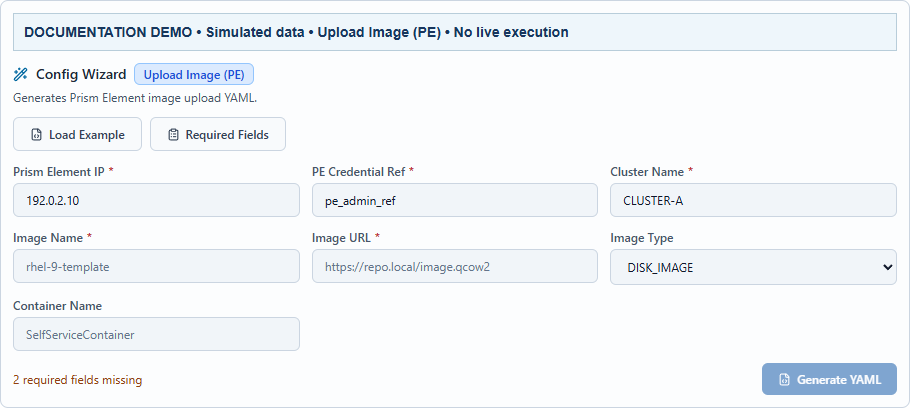 DOCUMENTATION DEMO • Simulated data • Upload Image (PE) • No live execution
Config Wizard Upload Image (PE)
Generates Prism Element image upload YAML.
Load Example Required Fields
Prism Element IP * PE Credential Ref * Cluster Name *
192.0.2.10 pe_admin_ref CLUSTER-A
Image Name * Image URL * Image Type
rhel-9-template https://repo.local/image.qcow2 DISK_IMAGE
Container Name
SelfServiceContainer
2 required fields missing Generate YAML